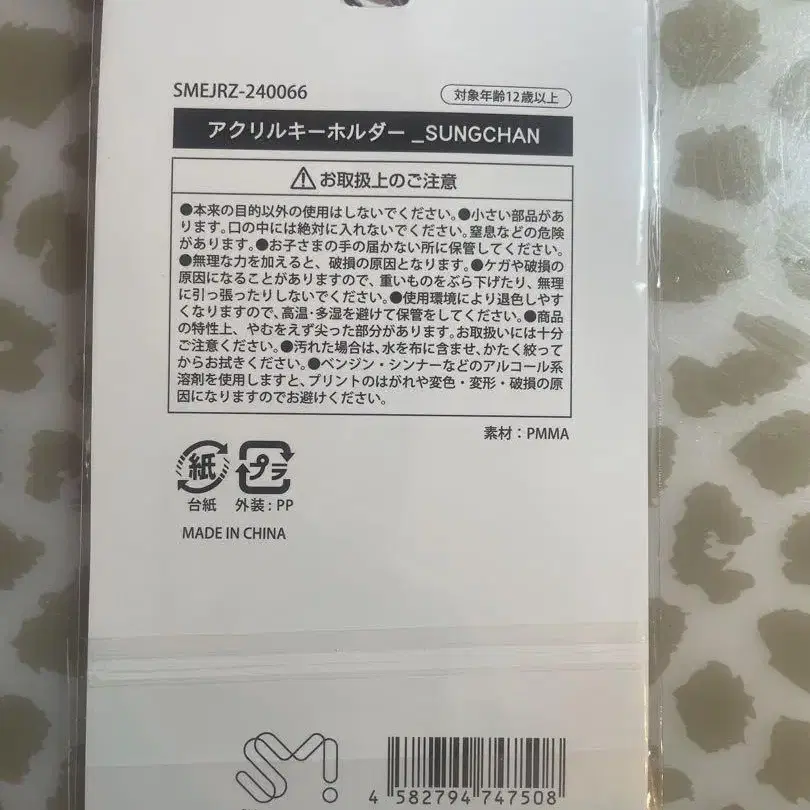 SMEJRZ-240066
対象年齢12歳以上
アクリルキーホルダー _SUNGCHAN
お取扱上のご注意
●本来の目的以外の使用はしないでください。●小さい部品があ
ります。口の中には絶対に入れないでください。窒息などの危険
があります。●お子さまの手の届かない所に保管してください。
●無理な力を加えると、破損の原因となります。●ケガや破損の
原因になることがありますので、重いものをぶら下げたり、無理
に引っ張ったりしないでください。●使用環境により退色しやす
くなりますので、高温・多湿を避けて保管をしてください。●商品
の特性上、やむをえず尖った部分があります。お取扱いには十分
ご注意ください。●汚れた場合は、水を布に含ませ、かたく絞って
からお拭きください。●ベンジン・シンナーなどのアルコール系
溶剤を使用しますと、プリントのはがれや変色・変形・破損の原
因になりますのでお避けください。
素材：PMMA
紙 プラ
台紙 外装：PP
MADE IN CHINA
SM!
4 582794 747508